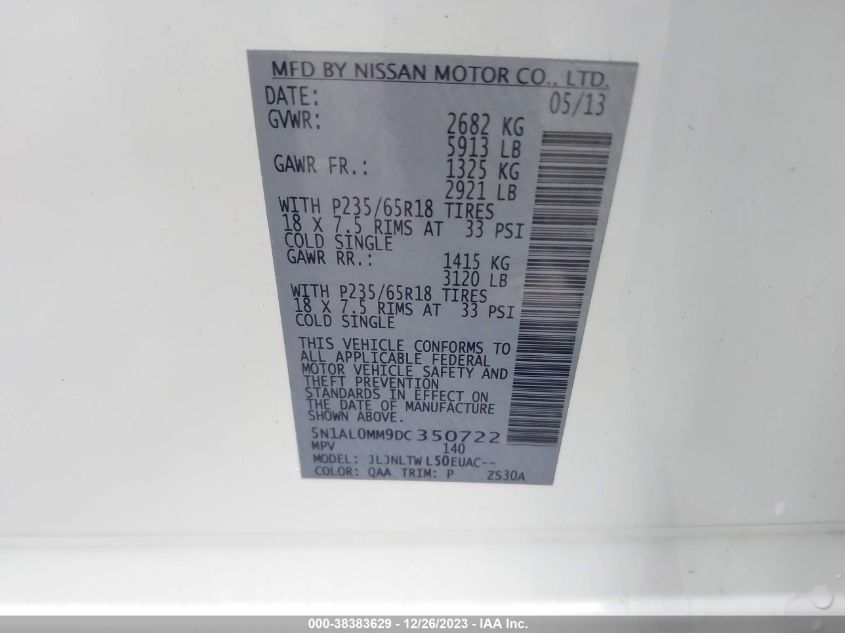 MFD BY NISSAN MOTOR CO., LTD.
DATE: 05/13
GVWR: 2682 KG
5913 LB
GAWR FR.: 1325 KG
2921 LB
WITH P235/65R18 TIRES
18 X 7.5 RIMS AT 33 PSI
COLD SINGLE
GAWR RR.: 1415 KG
3120 LB
WITH P235/65R18 TIRES
18 X 7.5 RIMS AT 33 PSI
COLD SINGLE
THIS VEHICLE CONFORMS TO
ALL APPLICABLE FEDERAL
MOTOR VEHICLE SAFETY AND
THEFT PREVENTION
STANDARDS IN EFFECT ON
THE DATE OF MANUFACTURE
SHOWN ABOVE.
5N1AL0MM9DC350722
MPV 140
MODEL: JLJNLTWL50EUAC--
COLOR: QAA TRIM: P ZS30A
000-38383629 - 12/26/2023 - IAA Inc.